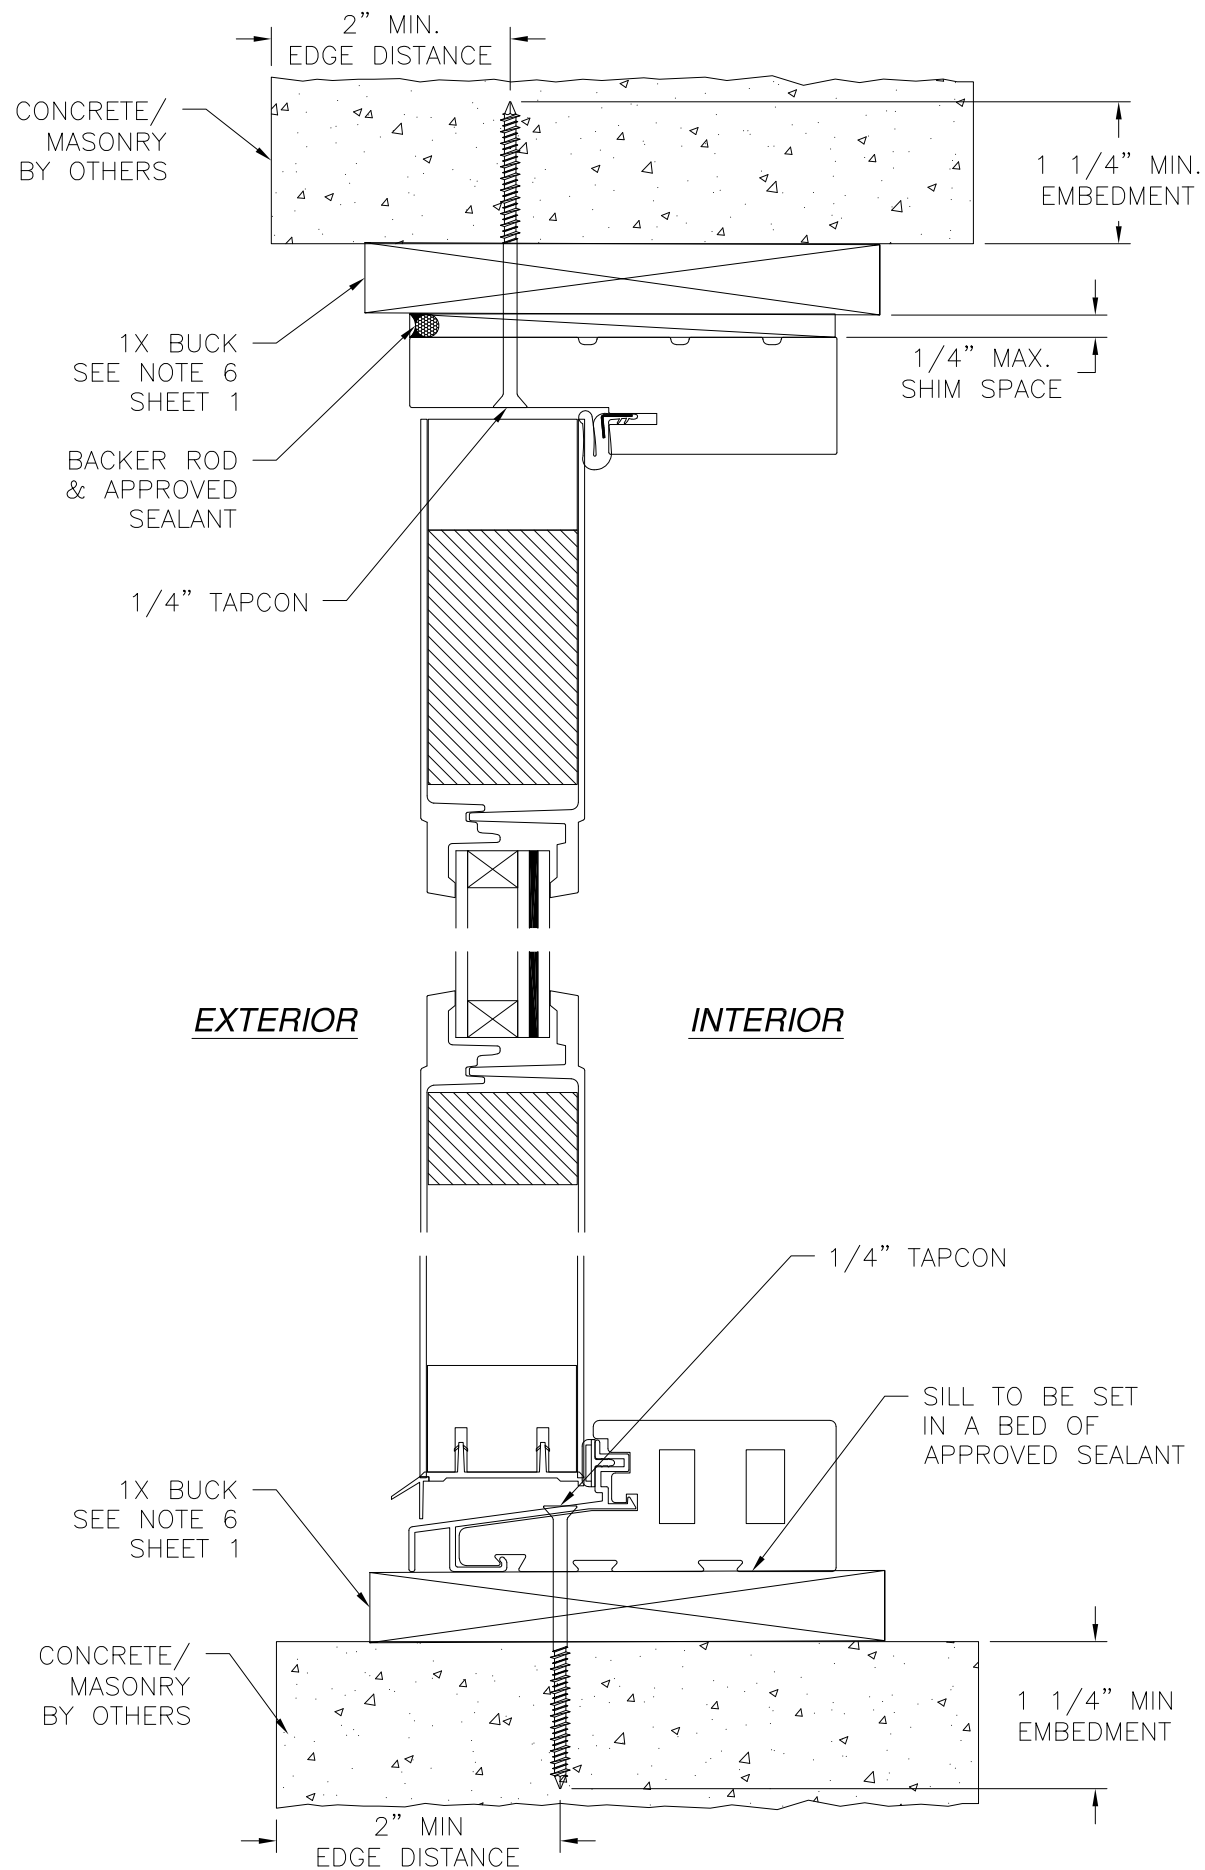 2” MIN.
EDGE DISTANCE
CONCRETE/
MASONRY
BY OTHERS
1 1/4” MIN.
EMBEDMENT
1X BUCK
SEE NOTE 6
SHEET 1
1/4” MAX.
SHIM SPACE
BACKER ROD
& APPROVED
SEALANT
1/4” TAPCON
EXTERIOR
INTERIOR
1/4” TAPCON
SILL TO BE SET
IN A BED OF
APPROVED SEALANT
1X BUCK
SEE NOTE 6
SHEET 1
CONCRETE/
MASONRY
BY OTHERS
1 1/4” MIN
EMBEDMENT
2” MIN
EDGE DISTANCE